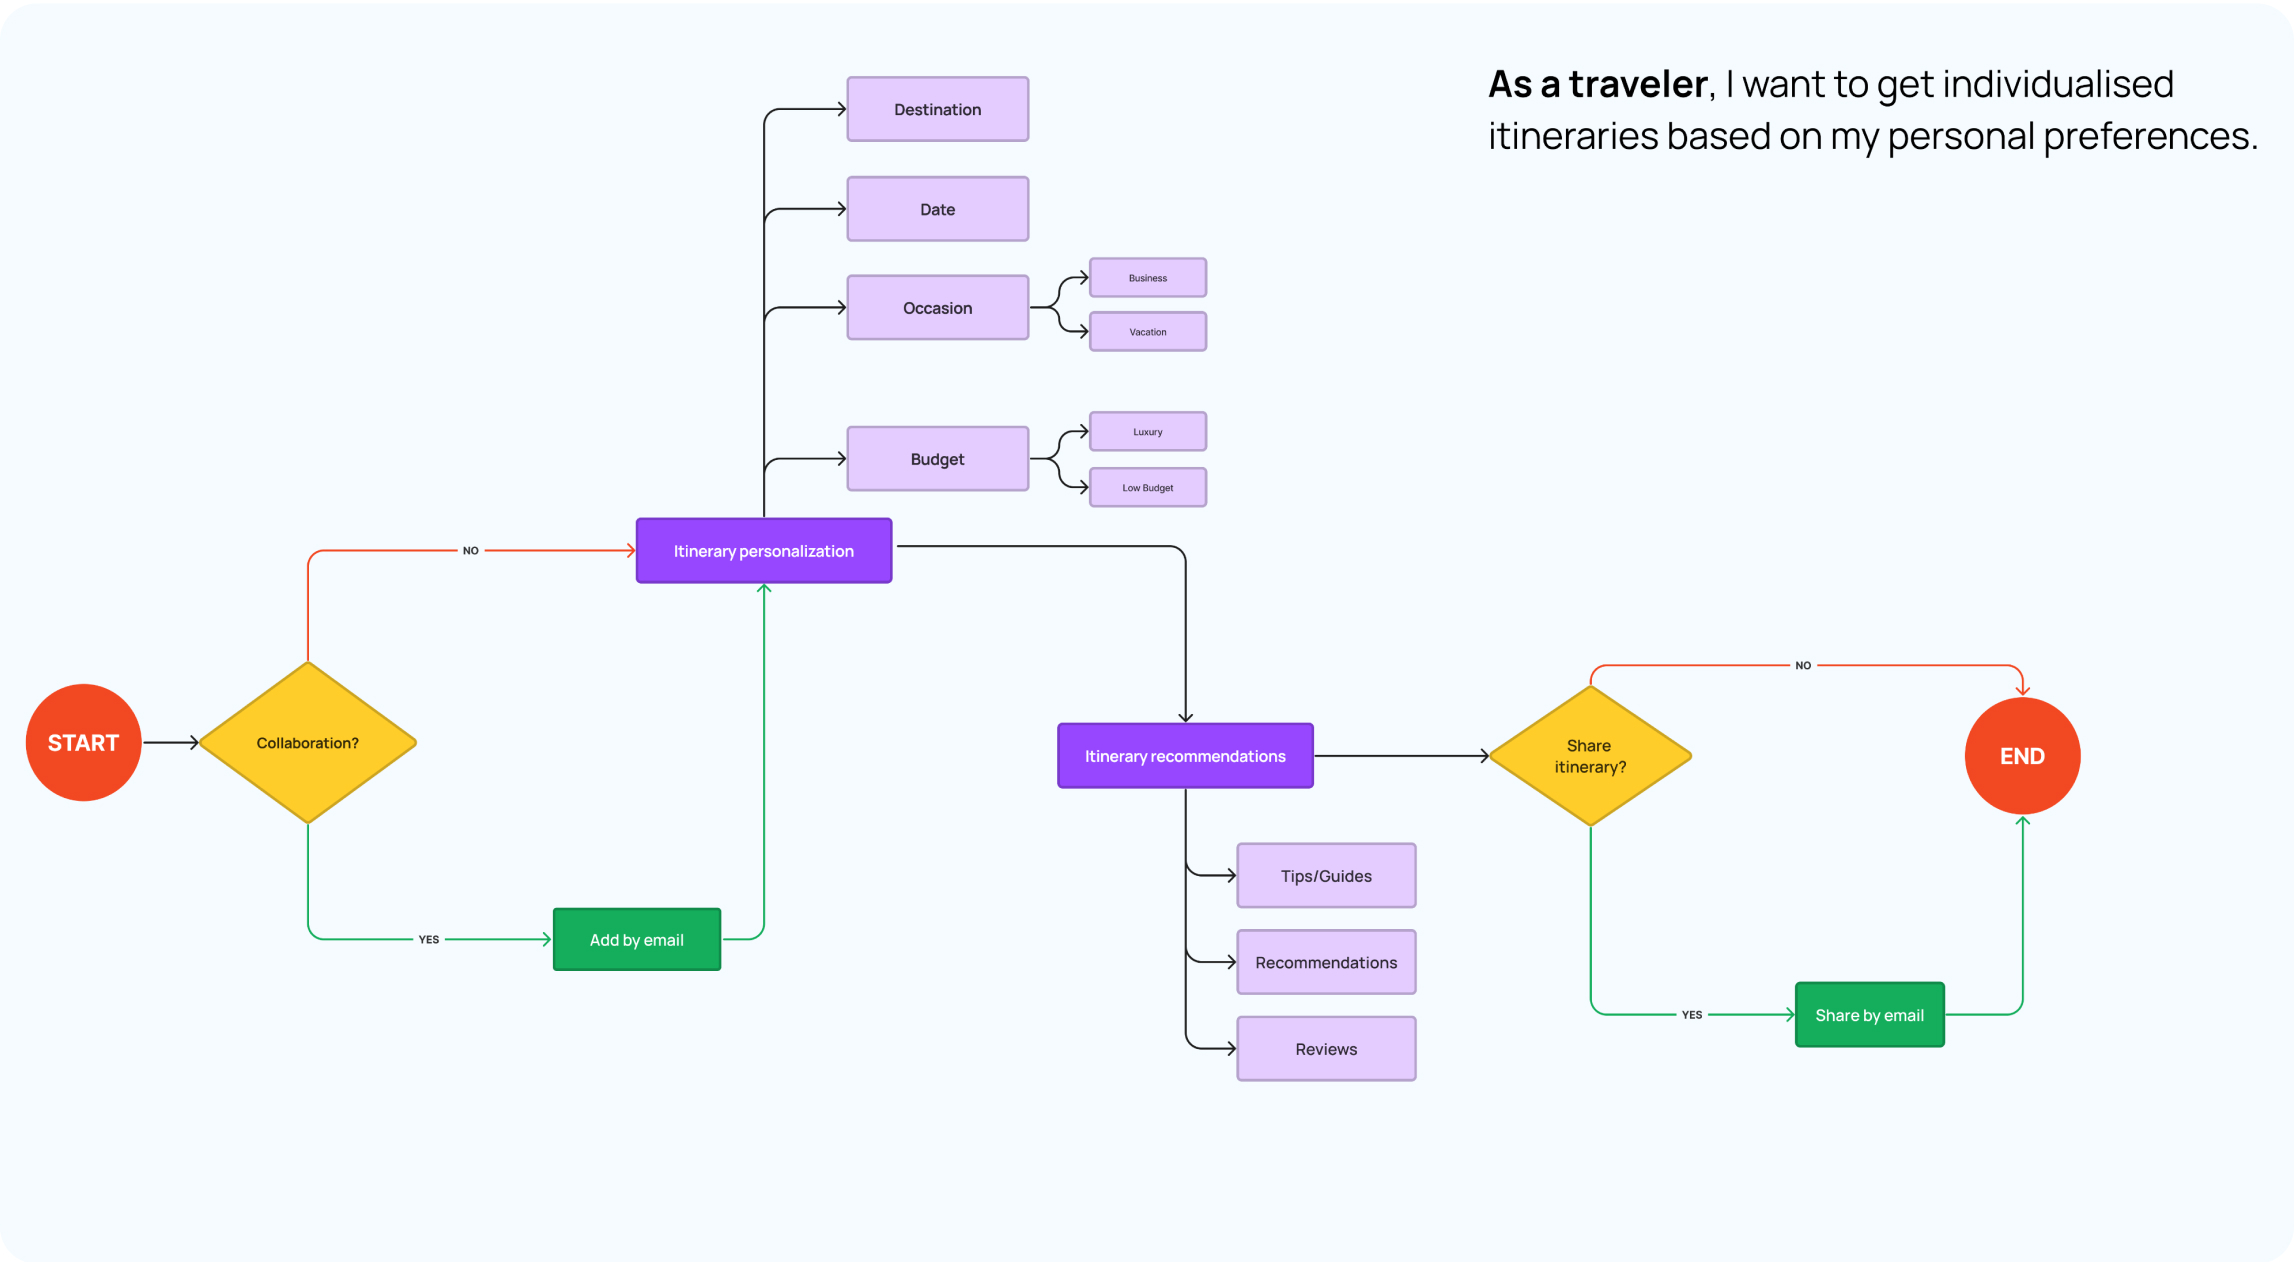 As a traveler, I want to get individualised
itineraries based on my personal preferences.
Destination
Date
Occasion
Business
Vacation
Budget
Luxury
Low Budget
NO
Itinerary personalization
START
Collaboration?
YES
Add by email
Itinerary recommendations
Tips/Guides
Recommendations
Reviews
Share
itinerary?
NO
END
YES
Share by email